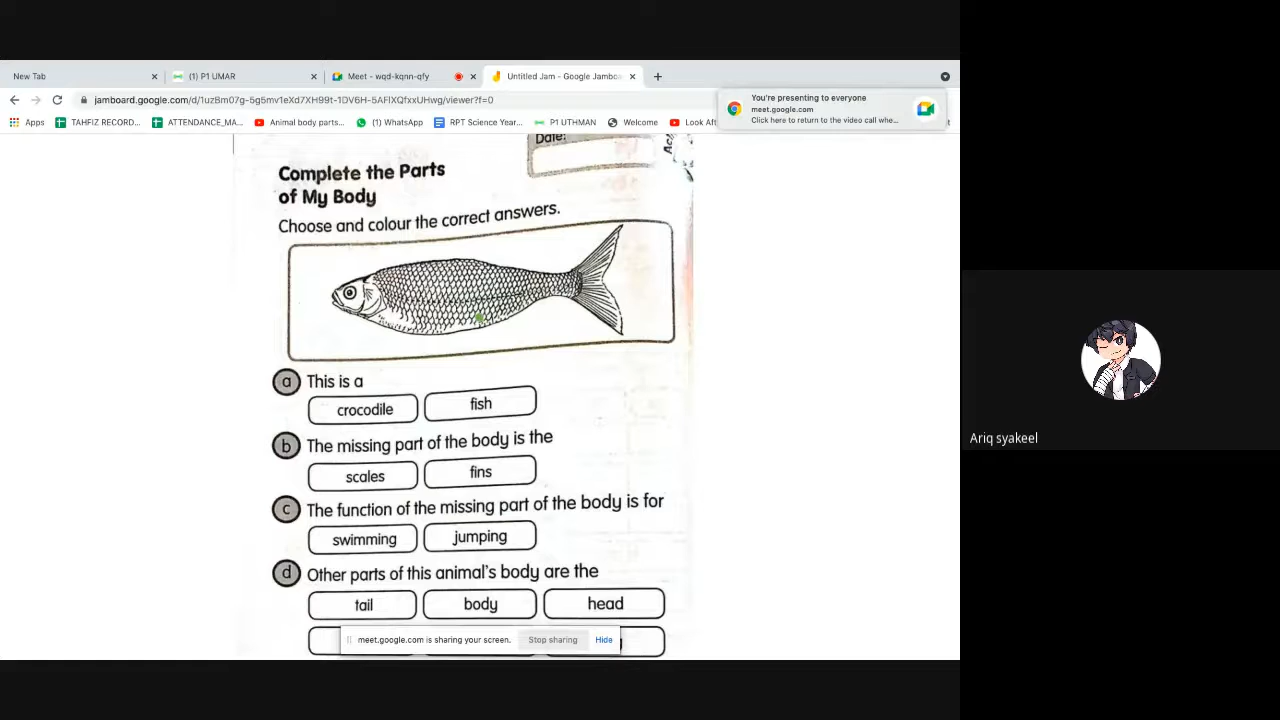 New Tab
(1) P1 UMAR
Meet - wqd-kqnn-qfy
Untitled Jam - Google Jamboa
jamboard.google.com/d/1uzBm07g-5g5mv1eXd7XH99t-1DV6H-5AFlXQfxxUHwg/viewer?f=0
You're presenting to everyone
meet.google.com
Click here to return to the video call whe...
Apps
TAHFIZ RECORD...
ATTENDANCE_MA...
Animal body parts...
(1) WhatsApp
RPT Science Year...
P1 UTHMAN
Welcome
Look Aft
Date:
Complete the Parts
of My Body
Choose and colour the correct answers.
a This is a
crocodile fish
b The missing part of the body is the
scales fins
c The function of the missing part of the body is for
swimming jumping
d Other parts of this animal's body are the
tail body head
meet.google.com is sharing your screen. Stop sharing Hide
Ariq syakeel